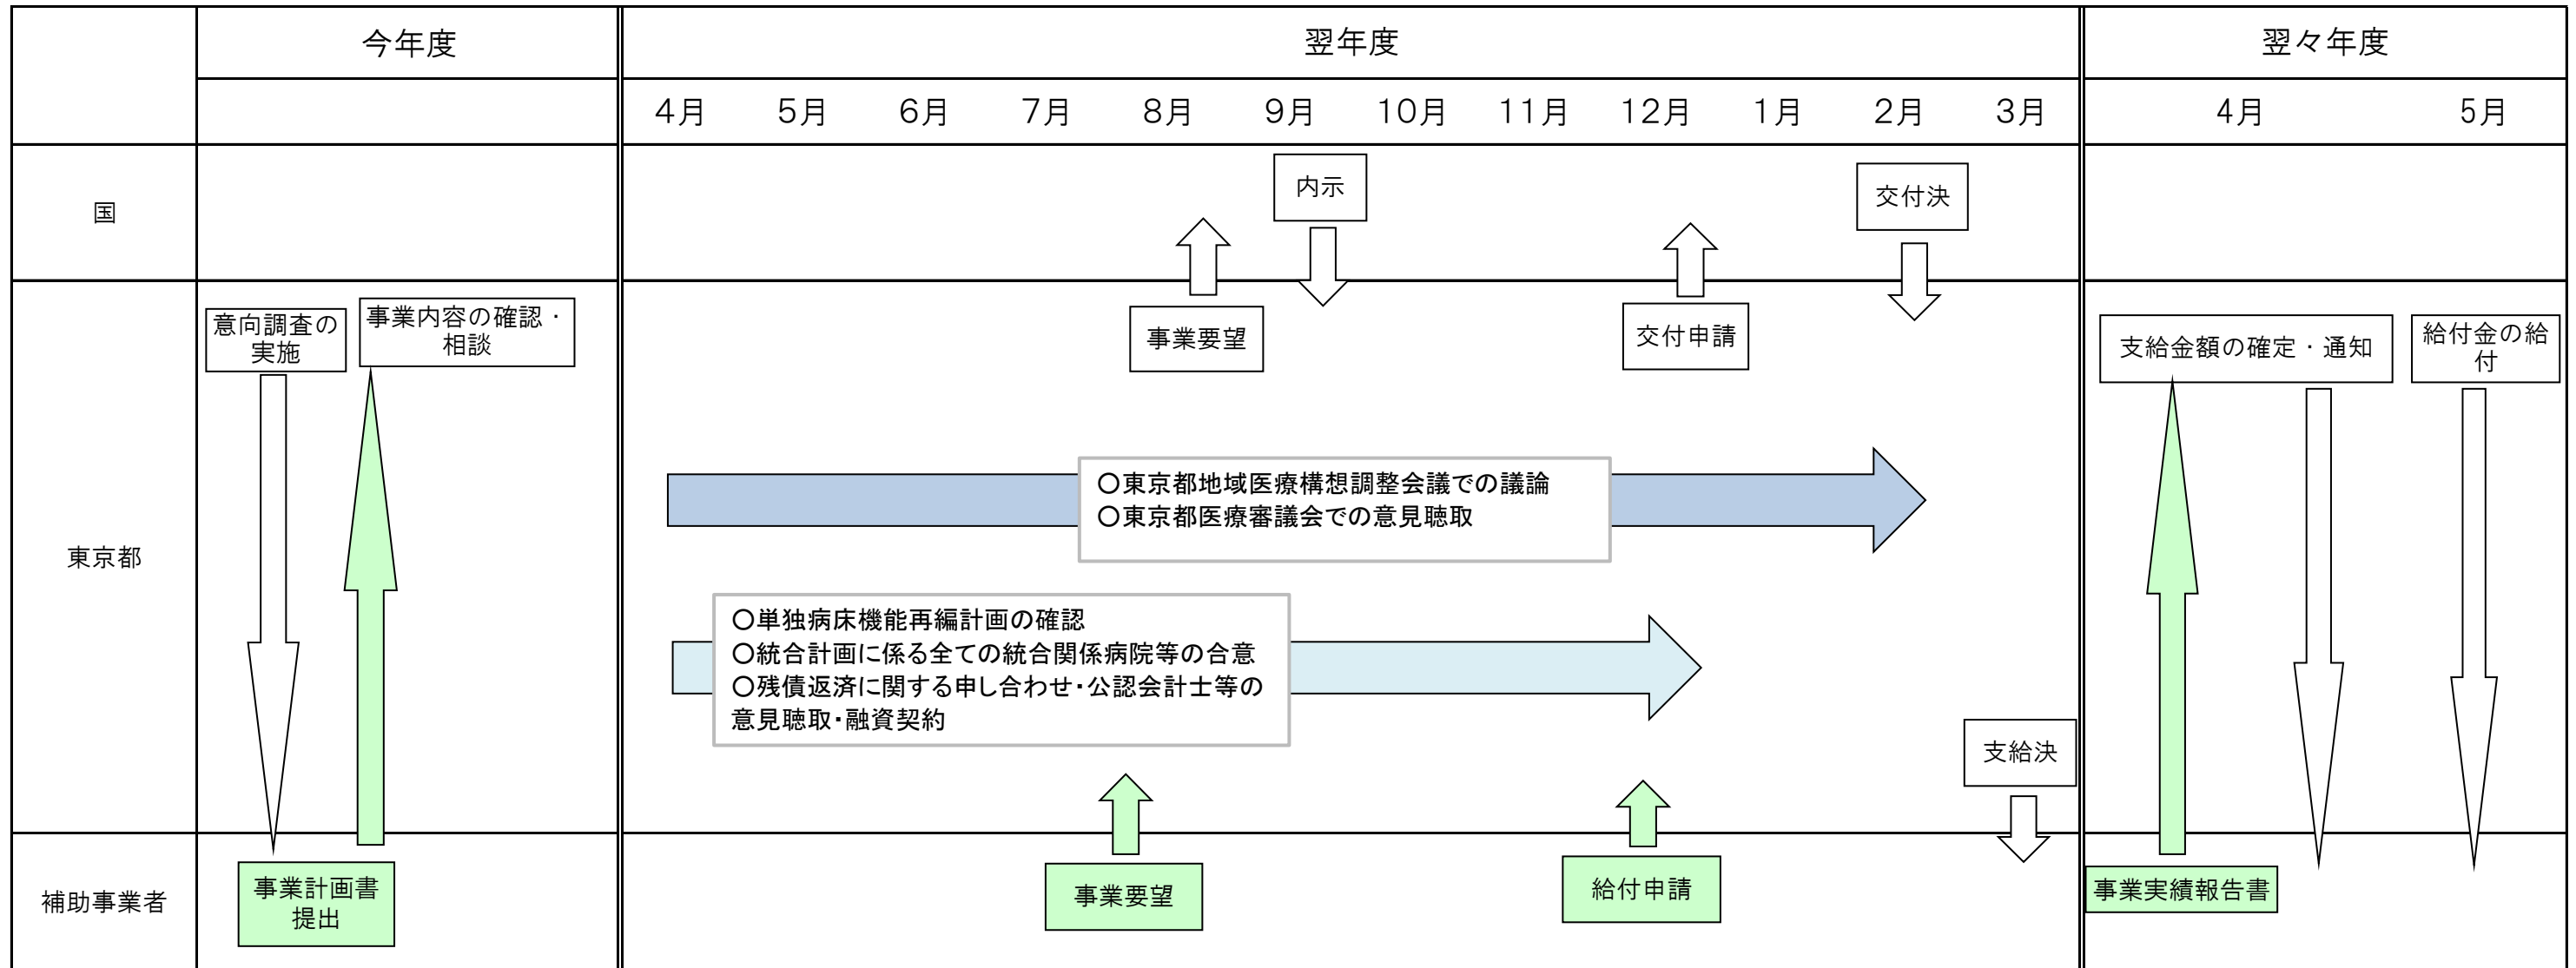 今年度
翌年度
翌々年度
4月 5月 6月 7月 8月 9月 10月 11月 12月 1月 2月 3月 4月 5月
国
内示
交付決
東京都
意向調査の
実施
事業内容の確認・
相談
事業要望
交付申請
支給金額の確定・通知
給付金の給
付
○東京都地域医療構想調整会議での議論
○東京都医療審議会での意見聴取
○単独病床機能再編計画の確認
○統合計画に係る全ての統合関係病院等の合意
○残債返済に関する申し合わせ・公認会計士等の
意見聴取・融資契約
支給決
補助事業者
事業計画書
提出
事業要望
給付申請
事業実績報告書